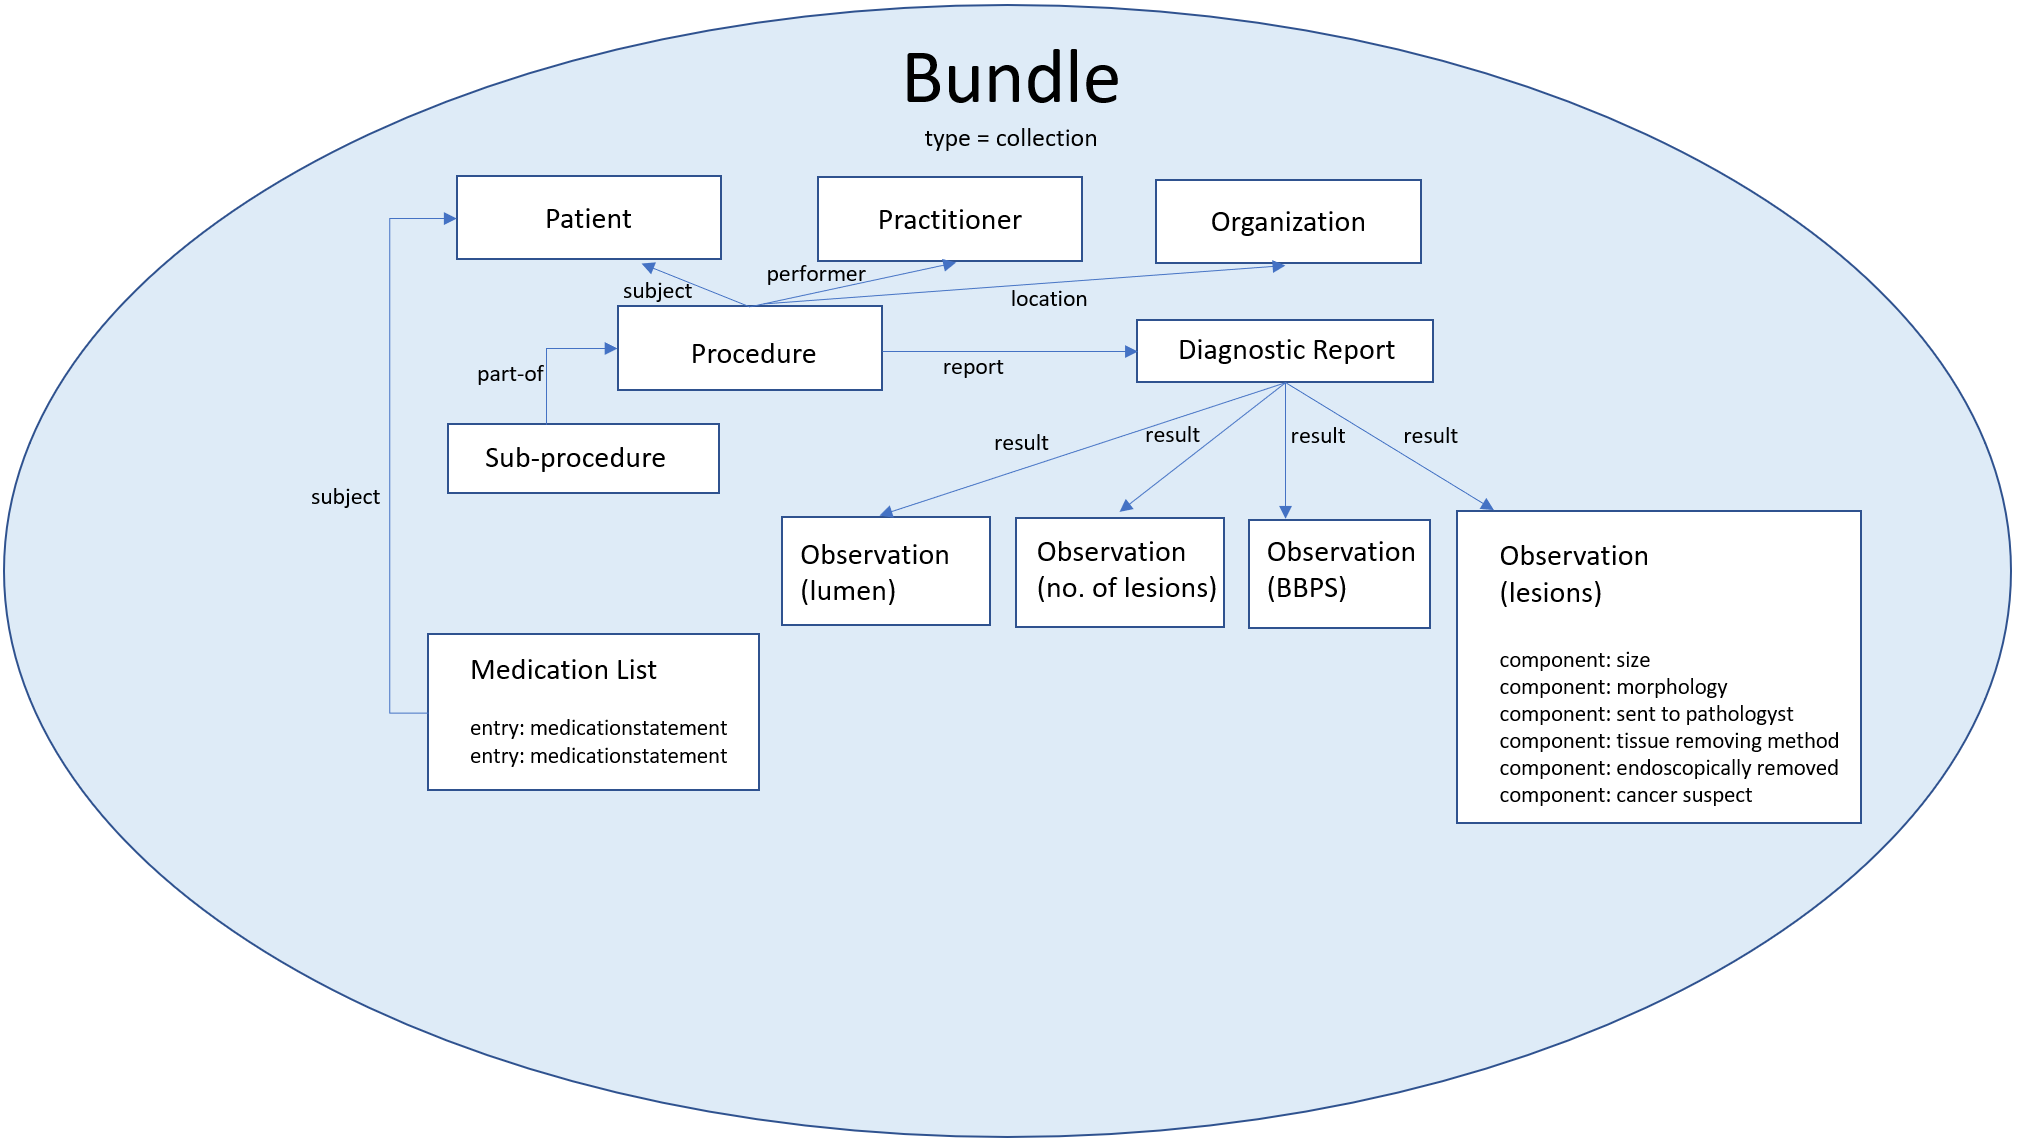 Bundle
type = collection
Patient
Practitioner
Organization
performer
subject
location
Procedure
Diagnostic Report
report
part-of
Sub-procedure
result
result
result
result
subject
Observation
(lumen)
Observation
(no. of lesions)
Observation
(BBPS)
Observation
(lesions)
component: size
component: morphology
component: sent to pathologyst
component: tissue removing method
component: endoscopically removed
component: cancer suspect
Medication List
entry: medicationstatement
entry: medicationstatement